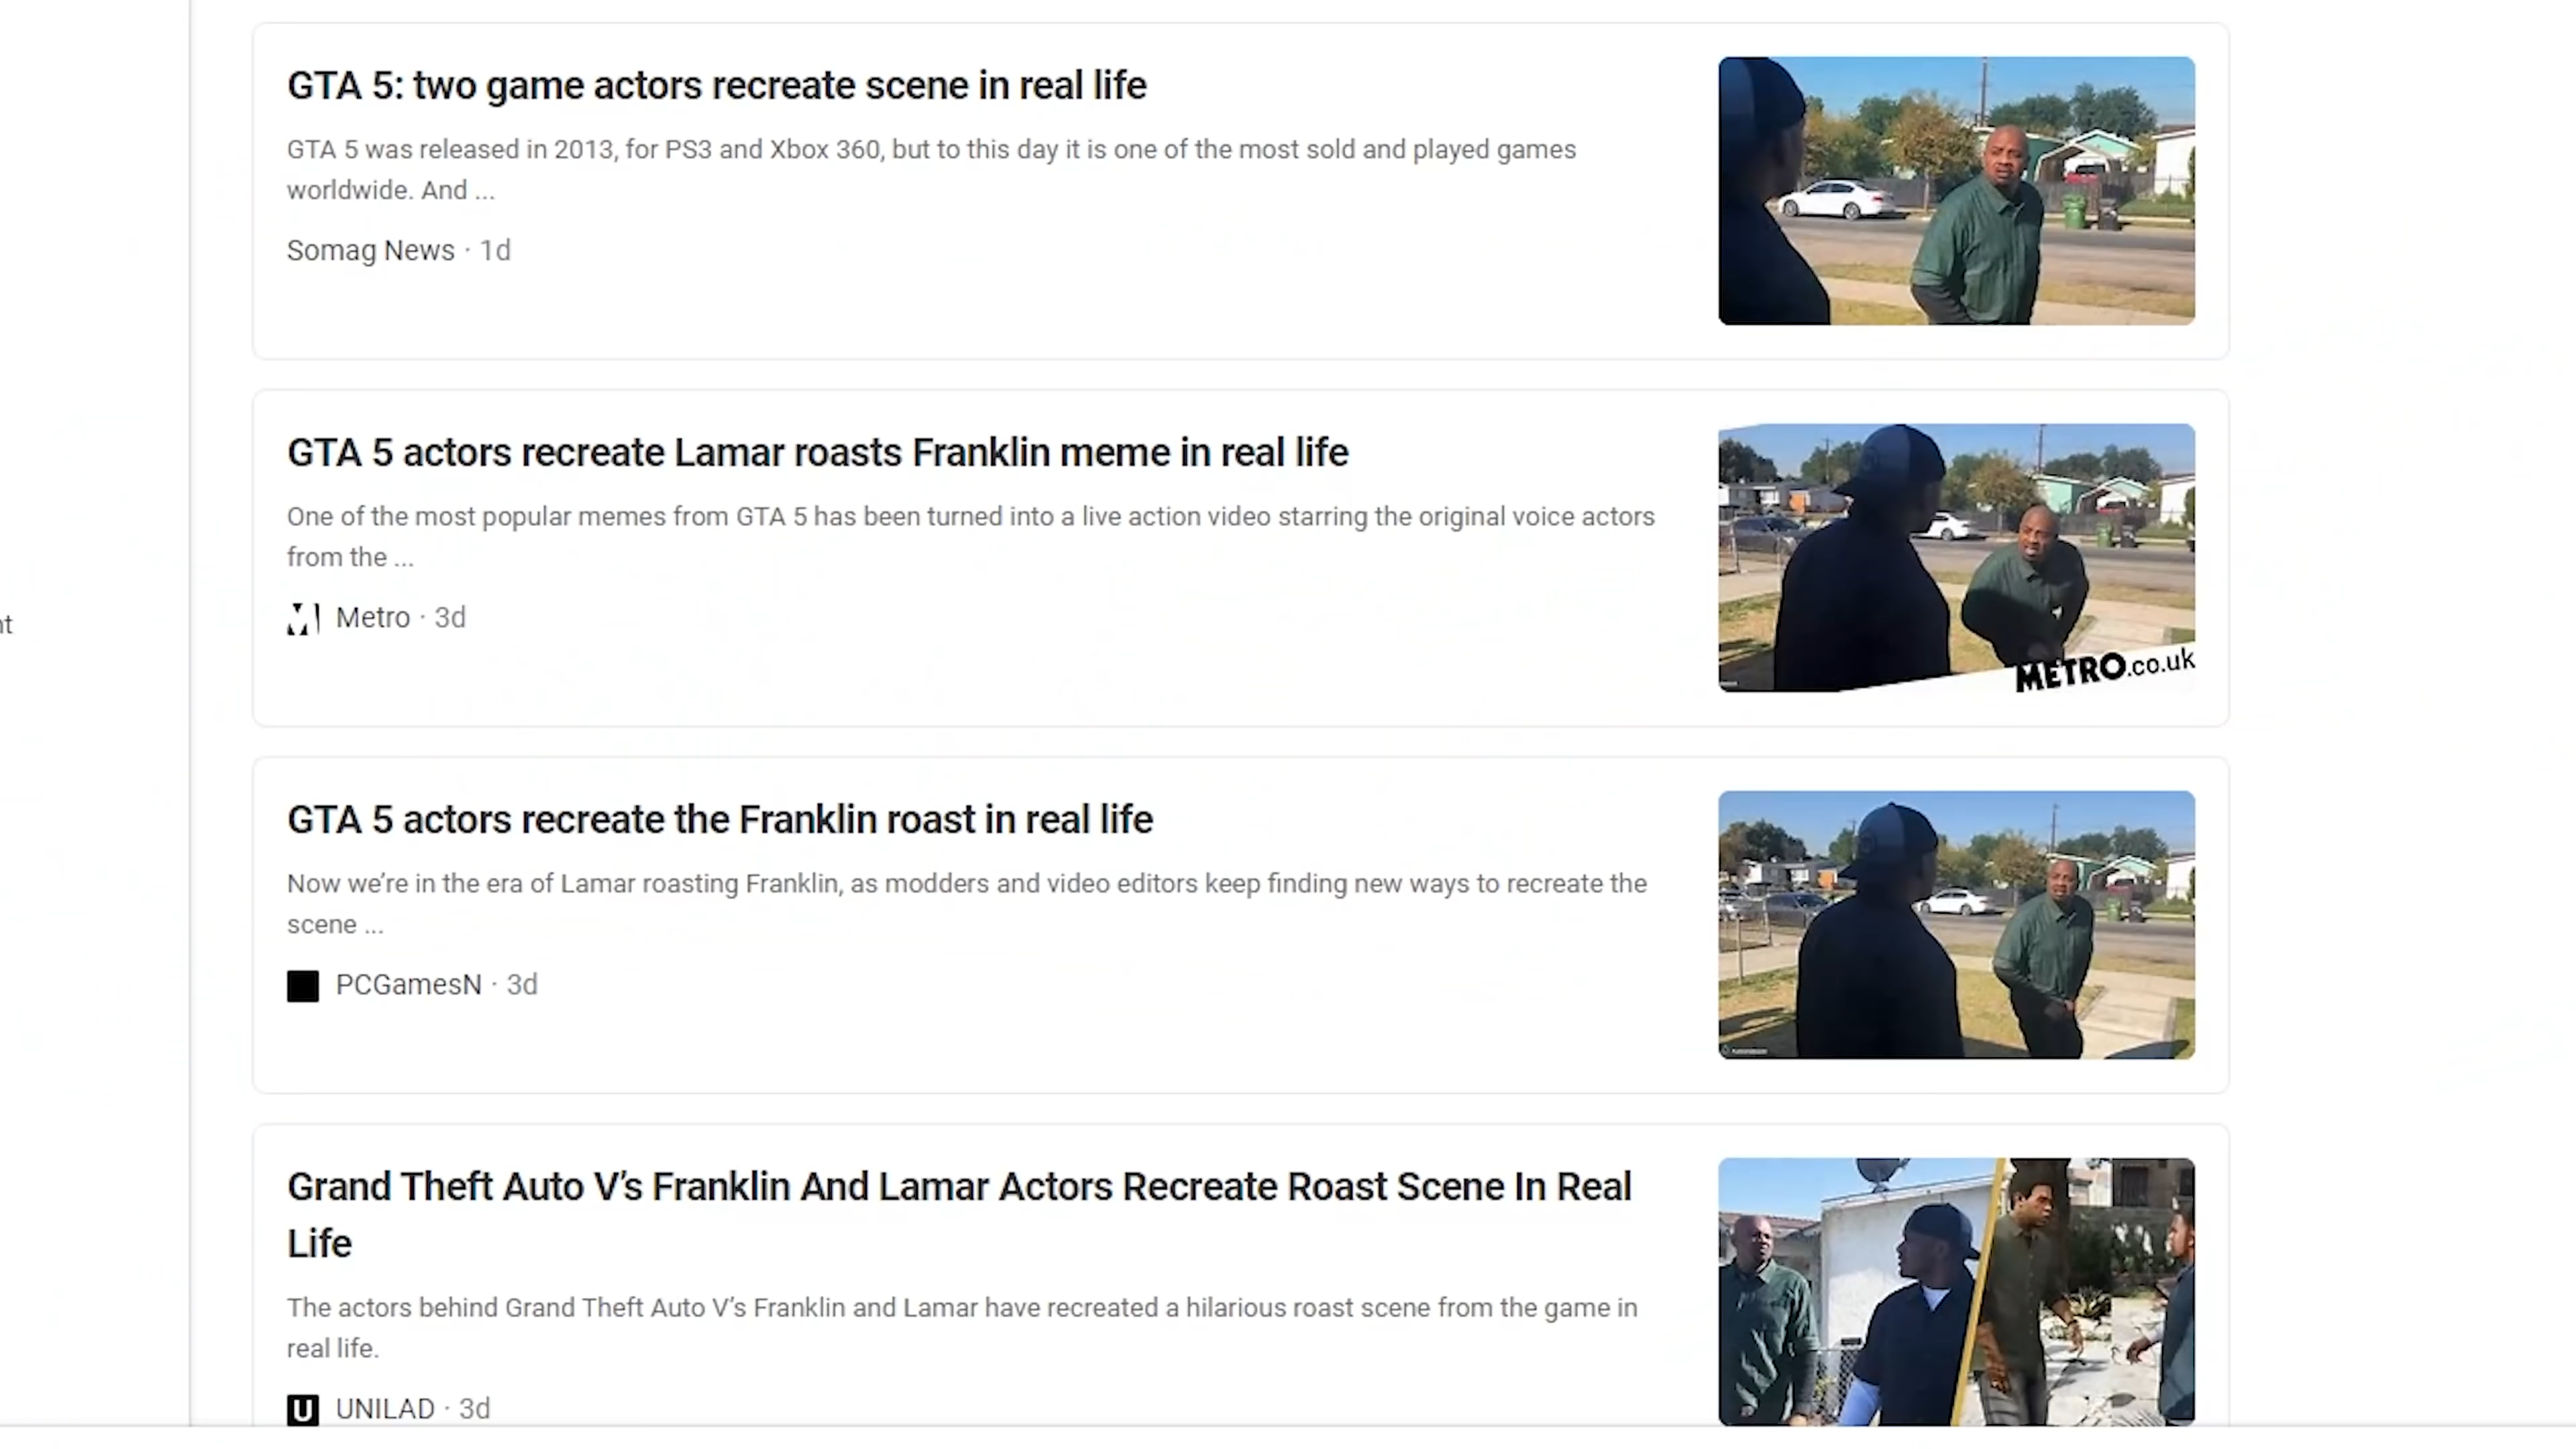 GTA 5: two game actors recreate scene in real life
GTA 5 was released in 2013, for PS3 and Xbox 360, but to this day it is one of the most sold and played games
worldwide. And ...
Somag News · 1d
GTA 5 actors recreate Lamar roasts Franklin meme in real life
One of the most popular memes from GTA 5 has been turned into a live action video starring the original voice actors
from the ...
Metro · 3d
METRO.co.uk
nt
GTA 5 actors recreate the Franklin roast in real life
Now we’re in the era of Lamar roasting Franklin, as modders and video editors keep finding new ways to recreate the
scene ...
PCGamesN · 3d
Grand Theft Auto V’s Franklin And Lamar Actors Recreate Roast Scene In Real
Life
The actors behind Grand Theft Auto V’s Franklin and Lamar have recreated a hilarious roast scene from the game in
real life.
U UNILAD · 3d